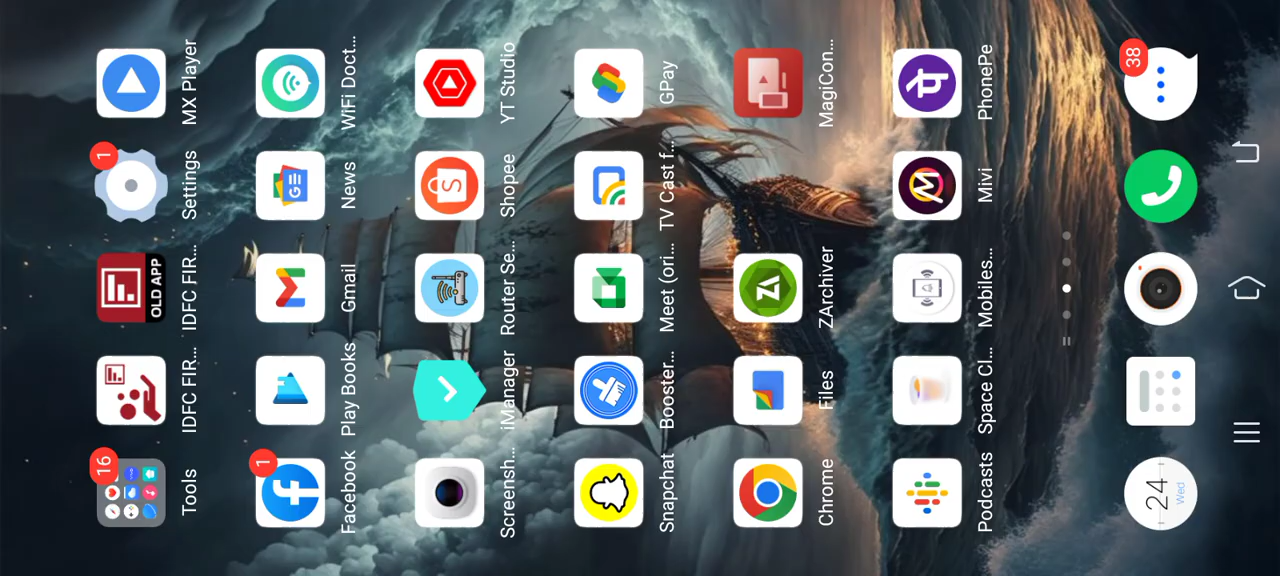 16
OLD APP
1
Tools
IDFC FIR...
IDFC FIR...
Settings
MX Player
1
Facebook
Play Books
Gmail
News
WiFi Doct...
Screensh...
iManager
Router Se...
Shopee
YT Studio
Snapchat
Booster...
Meet (ori...
TV Cast f...
GPay
Chrome
Files
ZArchiver
MagiCon...
Podcasts
Space Cl...
Mobiles...
Mivi
PhonePe
38
24
Wed